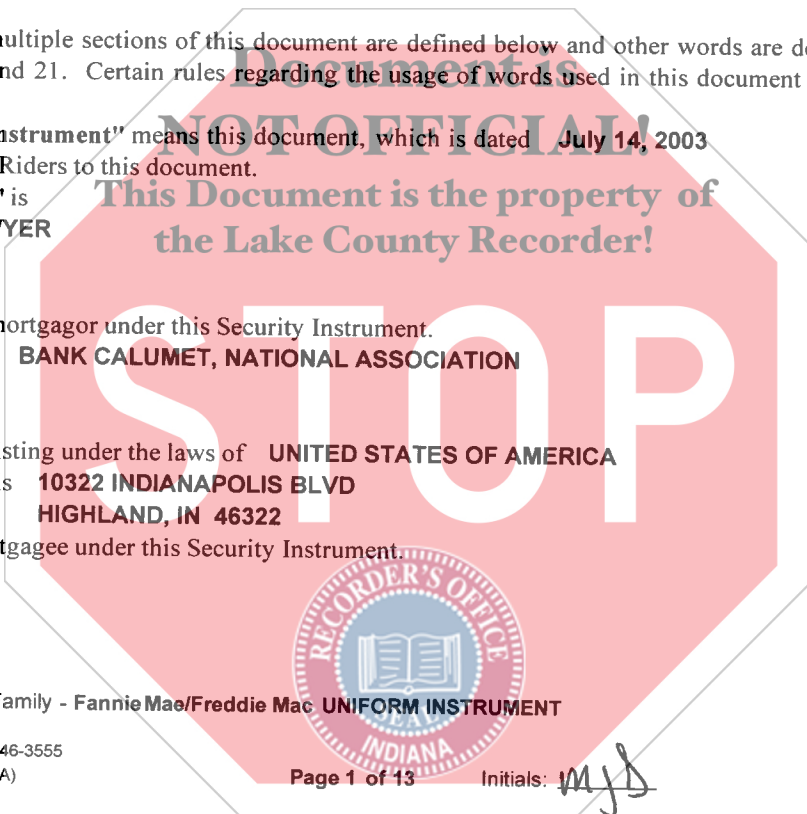 ultiple sections of this document are defined below and other words are de
nd 21. Certain rules regarding the usage of words used in this document
Document is
nstrument" means this document, which is dated July 14, 2003
NOT OFFICIAL!
Riders to this document.
" is
This Document is the property of
YER
the Lake County Recorder!
ortgagor under this Security Instrument.
BANK CALUMET, NATIONAL ASSOCIATION
STOP
sting under the laws of UNITED STATES OF AMERICA
s 10322 INDIANAPOLIS BLVD
HIGHLAND, IN 46322
tgagee under this Security Instrument.
RECORDER'S OFFICE
SEAL
INDIANA
amily - Fannie Mae/Freddie Mac UNIFORM INSTRUMENT
46-3555
A)
Page 1 of 13 Initials: MJS